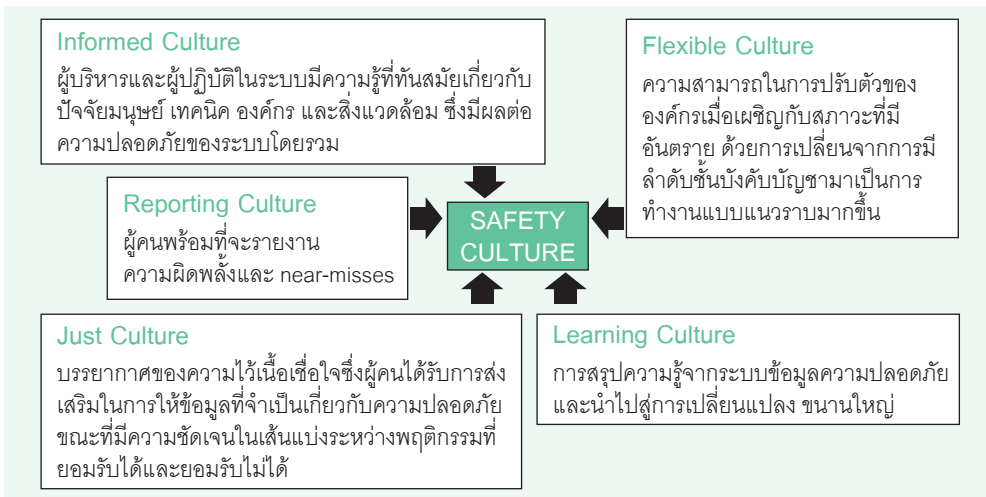 Informed Culture
ผู้บริหารและผู้ปฏิบัติในระบบมีความรู้ที่ทันสมัยเกี่ยวกับ
ปัจจัยมนุษย์ เทคนิค องค์กร และสิ่งแวดล้อม ซึ่งมีผลต่อ
ความปลอดภัยของระบบโดยรวม
Flexible Culture
ความสามารถในการปรับตัวของ
องค์กรเมื่อเผชิญกับสภาวะที่มี
อันตราย ด้วยการเปลี่ยนจากการมี
ลำดับชั้นบังคับบัญชามาเป็นการ
ทำงานแบบแนวราบมากขึ้น
Reporting Culture
ผู้คนพร้อมที่จะรายงาน
ความผิดพลั้งและ near-misses
SAFETY
CULTURE
Just Culture
บรรยากาศของความไว้เนื้อเชื่อใจซึ่งผู้คนได้รับการส่ง
เสริมในการให้ข้อมูลที่จำเป็นเกี่ยวกับความปลอดภัย
ขณะที่มีความชัดเจนในเส้นแบ่งระหว่างพฤติกรรมที่
ยอมรับได้และยอมรับไม่ได้
Learning Culture
การสรุปความรู้จากระบบข้อมูลความปลอดภัย
และนำไปสู่การเปลี่ยนแปลง ขนานใหญ่